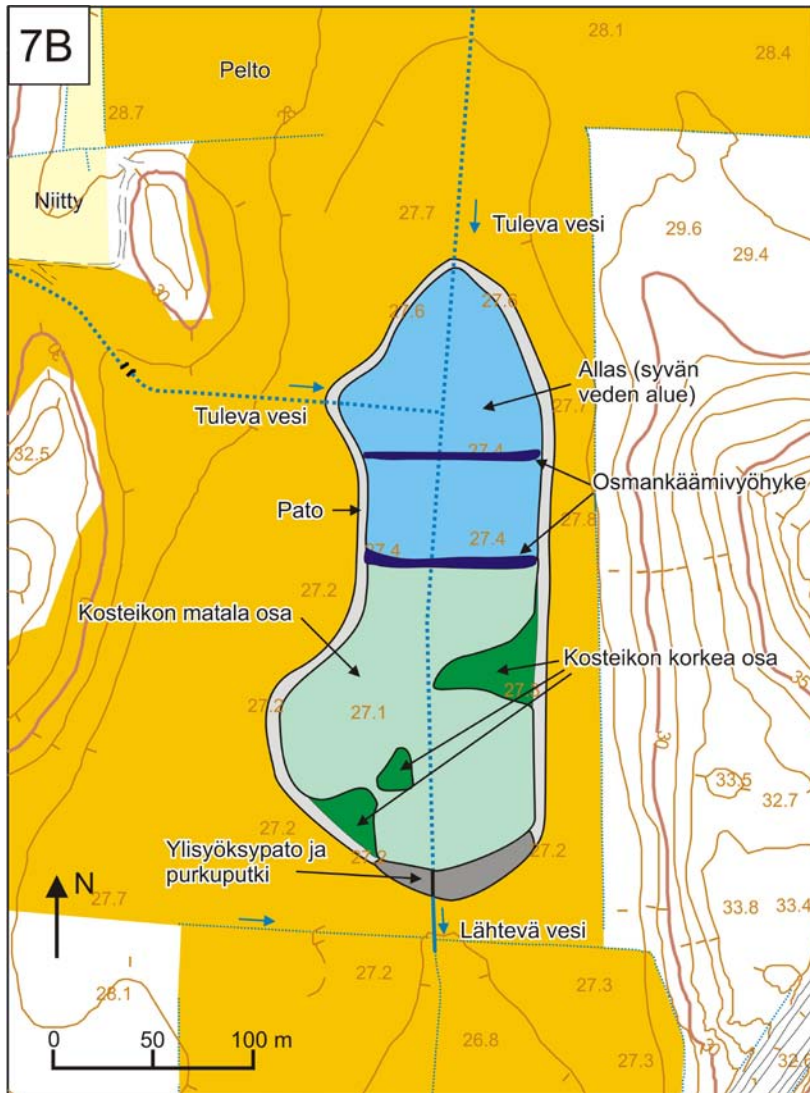 7B
28.1
28.4
Pelto
28.7
28
Niitty
27.7
Tuleva vesi
29.6
29.4
30
27.6
27.6
30
Allas (syvän
veden alue)
27.7
Tuleva vesi
32.5
27.4
Osmankäämivyöhyke
Pato
27.8
27.4
27.4
27.2
Kosteikon matala osa
Kosteikon korkea osa
27.5
27.2
27.1
35
30
33.5
32.7
27.2
27.2
27.2
Ylisyöksypato ja
purkuputki
N
27.7
33.8
33.4
Lähtevä vesi
27.2
27.3
28.1
26.8
27.3
30
0
50
100 m